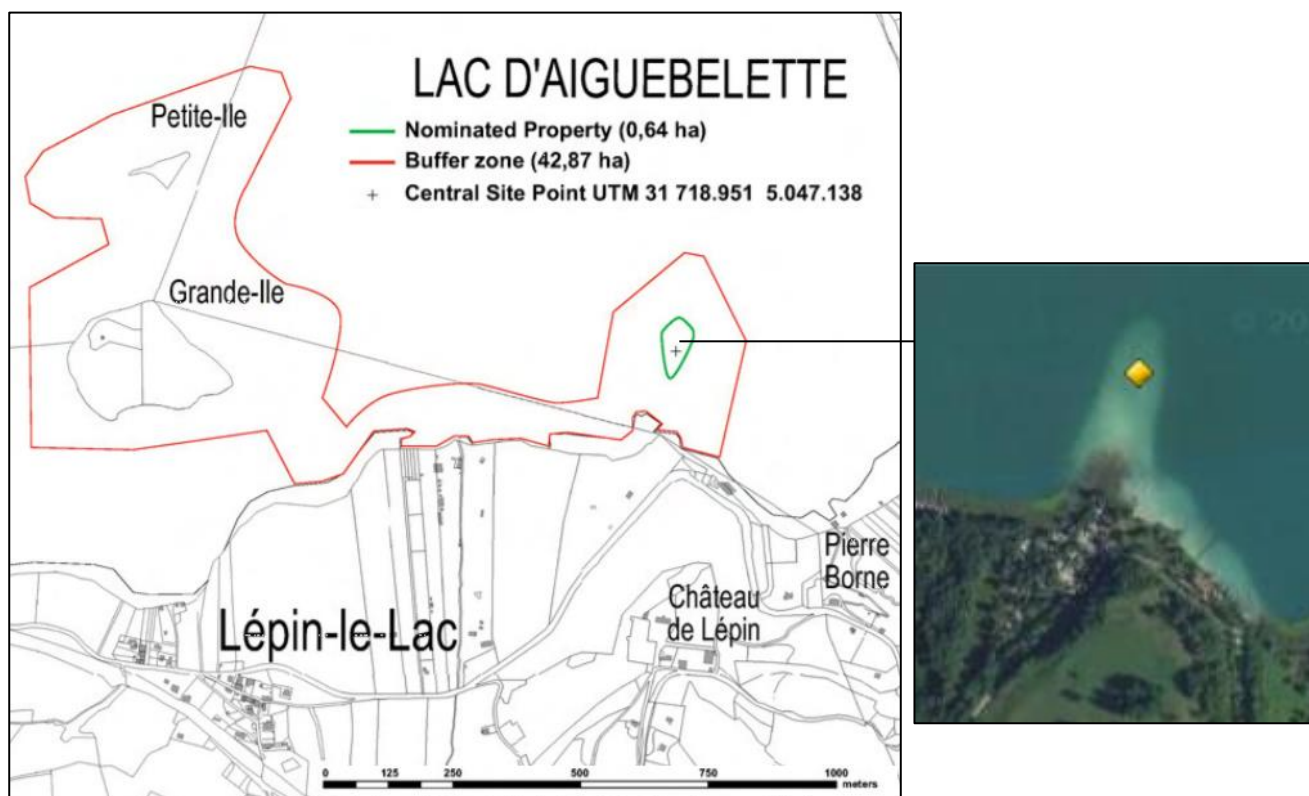 LAC D'AIGUEBELETTE
Nominated Property (0,64 ha)
Buffer zone (42,87 ha)
+ Central Site Point UTM 31 718.951 5.047.138
Petite-Ile
Grande-Ile
© 20
Pierre
Borne
Château
de Lépin
Lépin-le-Lac
0 125 250 500 750 1000
meters